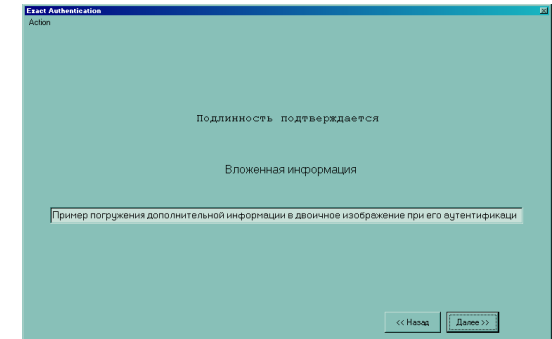 Exact Authentication
Action
Подлинность подтверждается
Вложенная информация
Пример погружения дополнительной информации в двоичное изображение при его аутентификаци
<< Назад
Далее >>